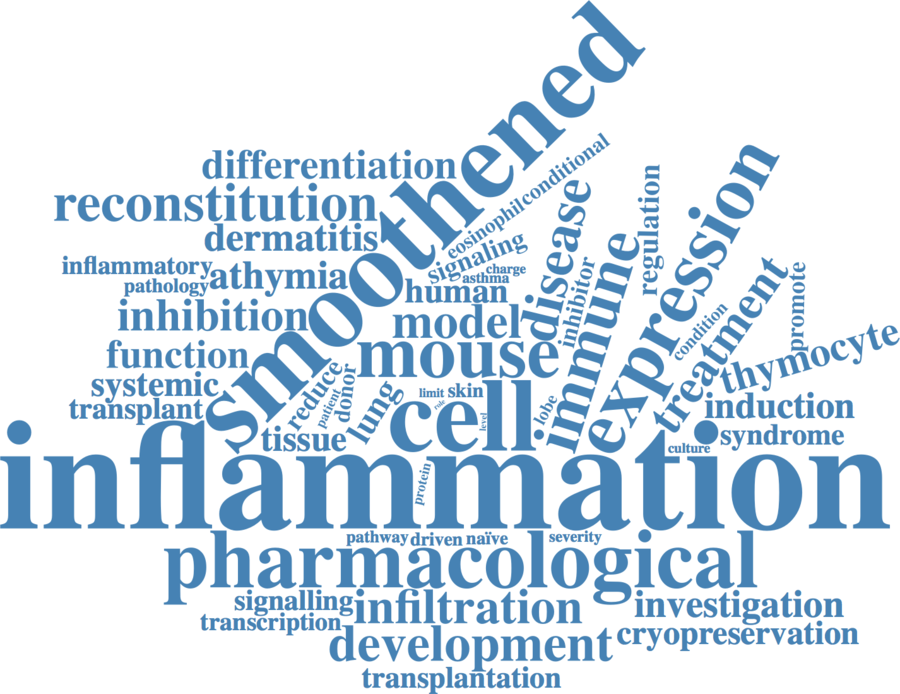 smoothened
differentiation
conditional
reconstitution
eosinophil
dermatitis
disease
regulation
expression
signaling
inflammatory
athymia
charge
asthma
pathology
human
inhibitor
immune
promote
inhibition
model
condition
treatment
thymocyte
function
mouse
systemic
reduce
donor
lung
limit
skin
transplant
patient
role
cell
level
lobe
induction
tissue
syndrome
culture
inflammation
protein
pathway
driven
naïve
severity
pharmacological
signalling
infiltration
investigation
transcription
development
cryopreservation
transplantation